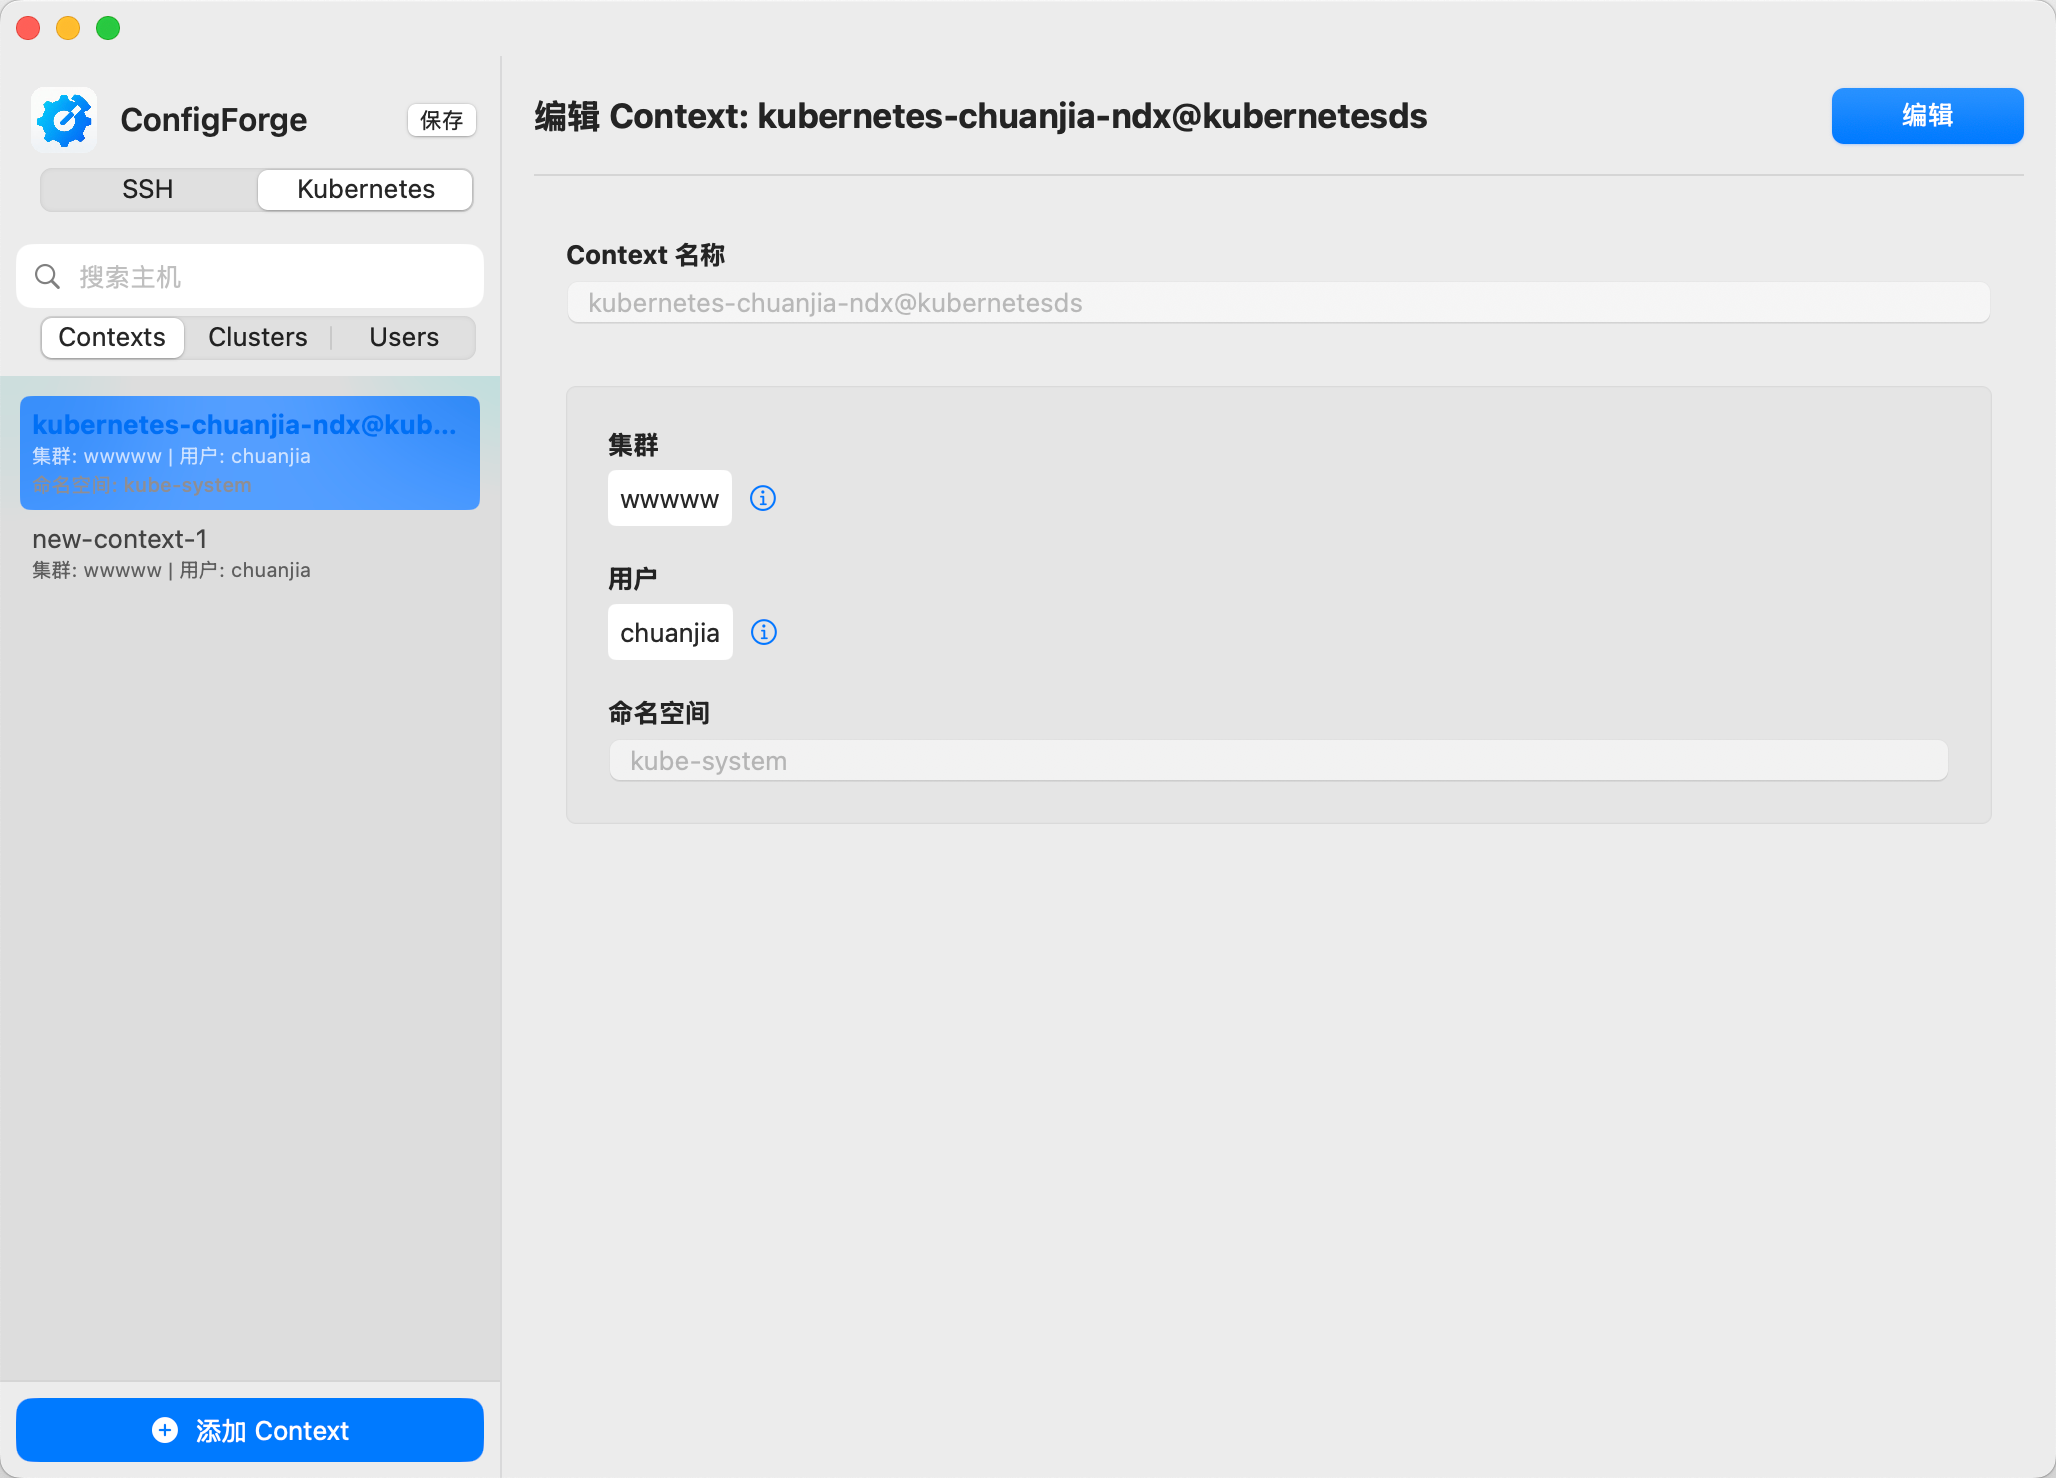 ConfigForge
保存
SSH
Kubernetes
搜索主机
Contexts
Clusters
Users
kubernetes-chuanjia-ndx@kub...
集群: wwwww | 用户: chuanjia
命名空间: kube-system
new-context-1
集群: wwwww | 用户: chuanjia
添加 Context
编辑 Context: kubernetes-chuanjia-ndx@kubernetesds
编辑
Context 名称
kubernetes-chuanjia-ndx@kubernetesds
集群
wwwww
用户
chuanjia
命名空间
kube-system